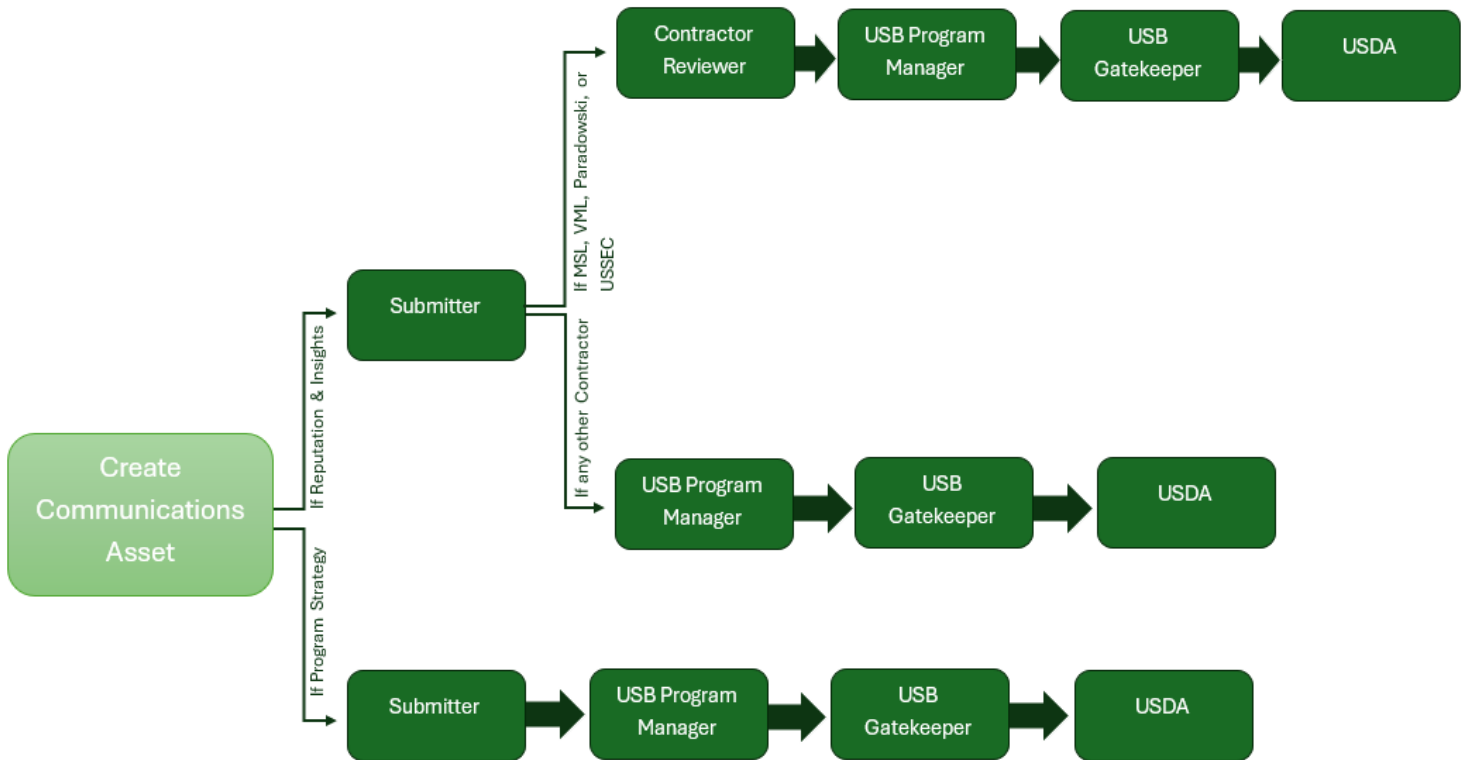 Contractor
Reviewer
USB Program
Manager
USB
Gatekeeper
USDA
If MSL, VML, Paradowski, or
USSEC
Submitter
If Reputation & Insights
If any other Contractor
Create
Communications
Asset
USB Program
Manager
USB
Gatekeeper
USDA
If Program Strategy
Submitter
USB Program
Manager
USB
Gatekeeper
USDA